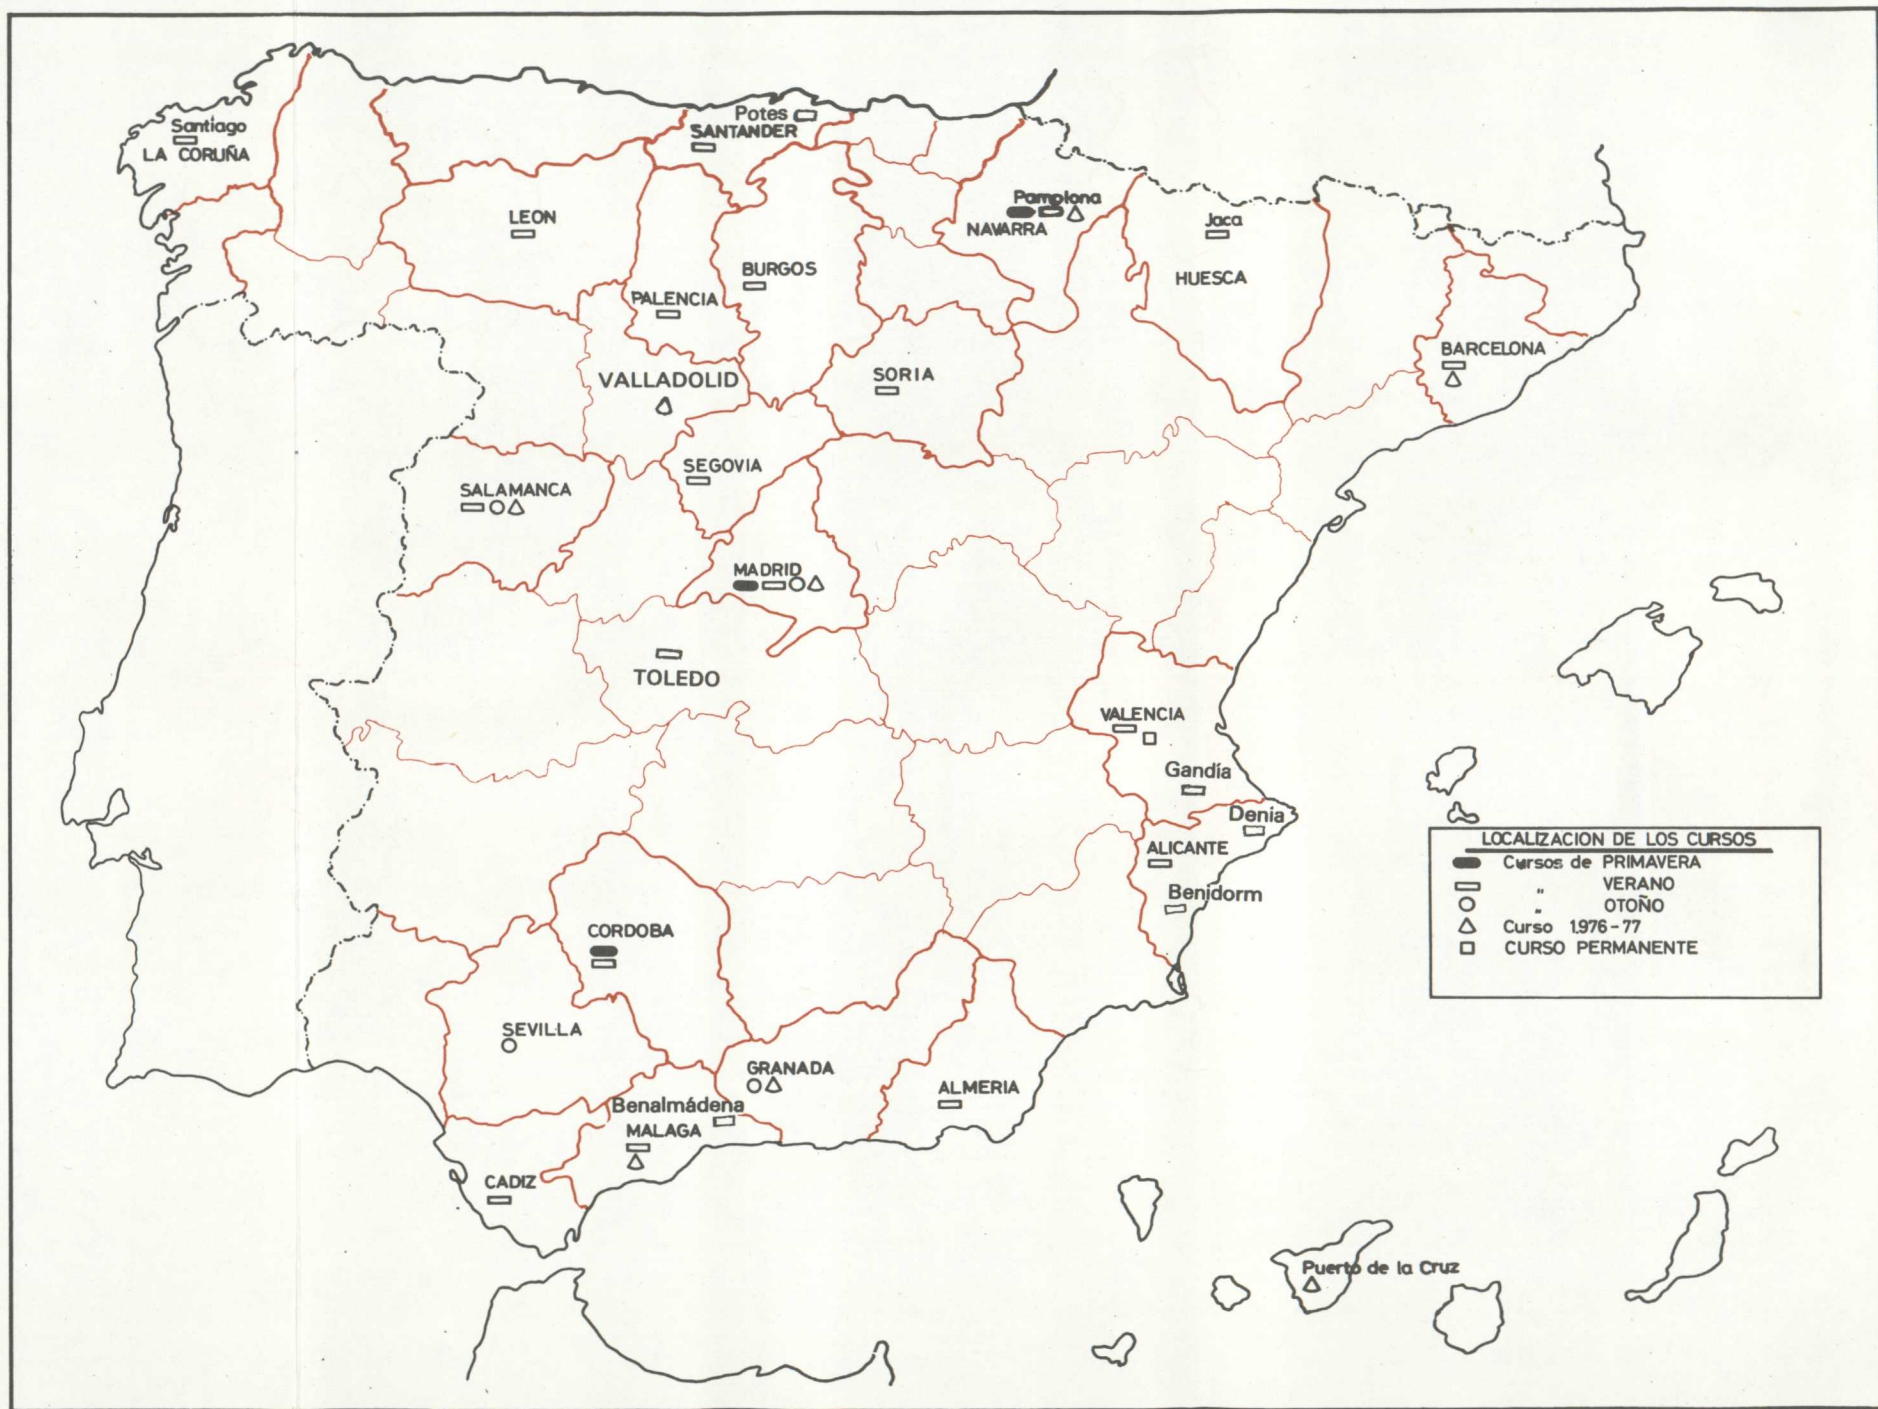 Potes
SANTANDER
Santiago
LA CORUÑA
LEON
Pamplona
NAVARRA
Jaca
HUESCA
BURGOS
PALENCIA
BARCELONA
VALLADOLID
SORIA
SEGOVIA
SALAMANCA
MADRID
TOLEDO
VALENCIA
Gandía
Denia
ALICANTE
Benidorm
LOCALIZACION DE LOS CURSOS
Cursos de PRIMAVERA
" VERANO
" OTOÑO
Curso 1.976-77
CURSO PERMANENTE
CORDOBA
SEVILLA
GRANADA
ALMERIA
Benalmádena
MALAGA
CADIZ
Puerto de la Cruz